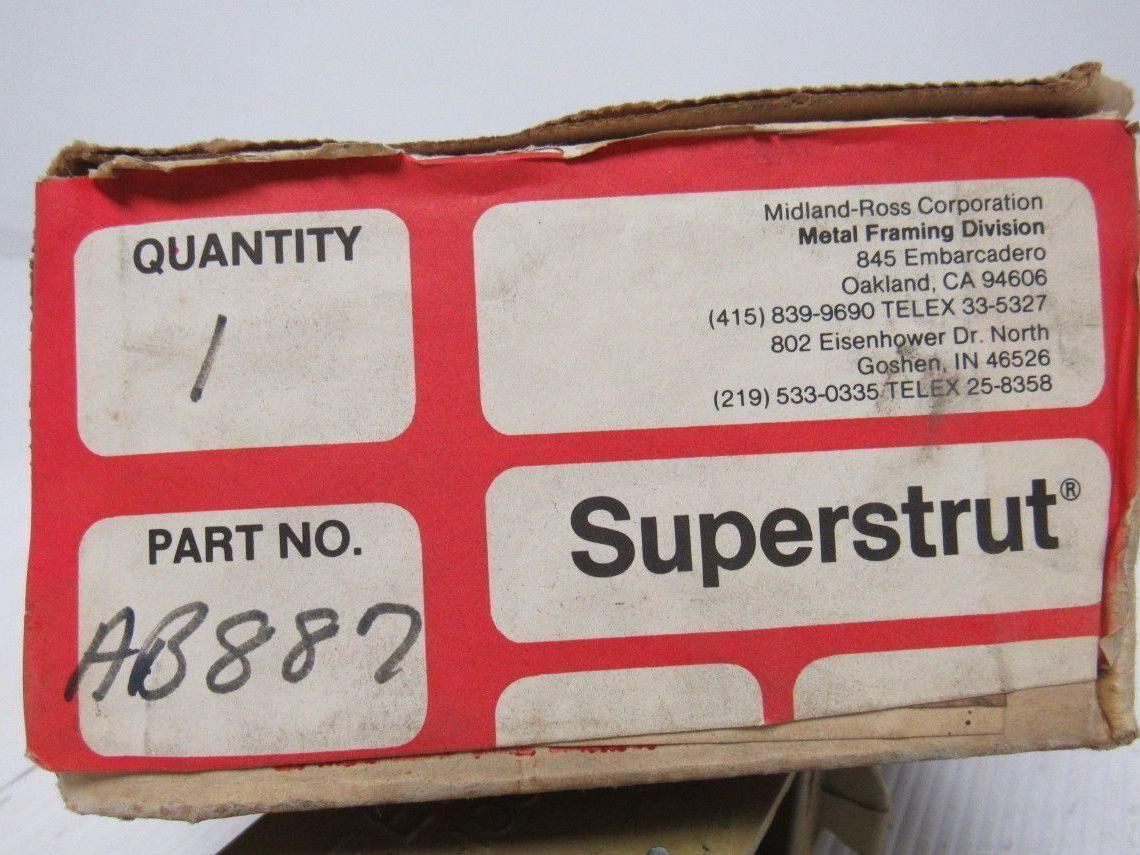 QUANTITY
1
Midland-Ross Corporation
Metal Framing Division
845 Embarcadero
Oakland, CA 94606
(415) 839-9690 TELEX 33-5327
802 Eisenhower Dr. North
Goshen, IN 46526
(219) 533-0335 TELEX 25-8358
PART NO.
AB887
Superstrut®